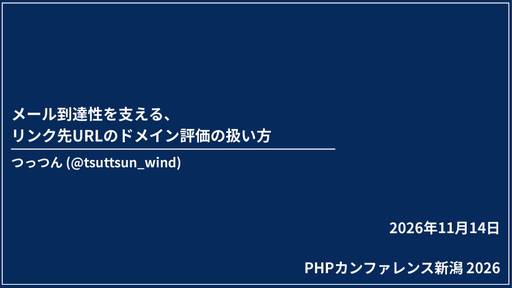 メール到達性を支える、
リンク先URLのドメイン評価の扱い方
つっつん (@tsuttsun_wind)
2026年11月14日
PHPカンファレンス新潟 2026